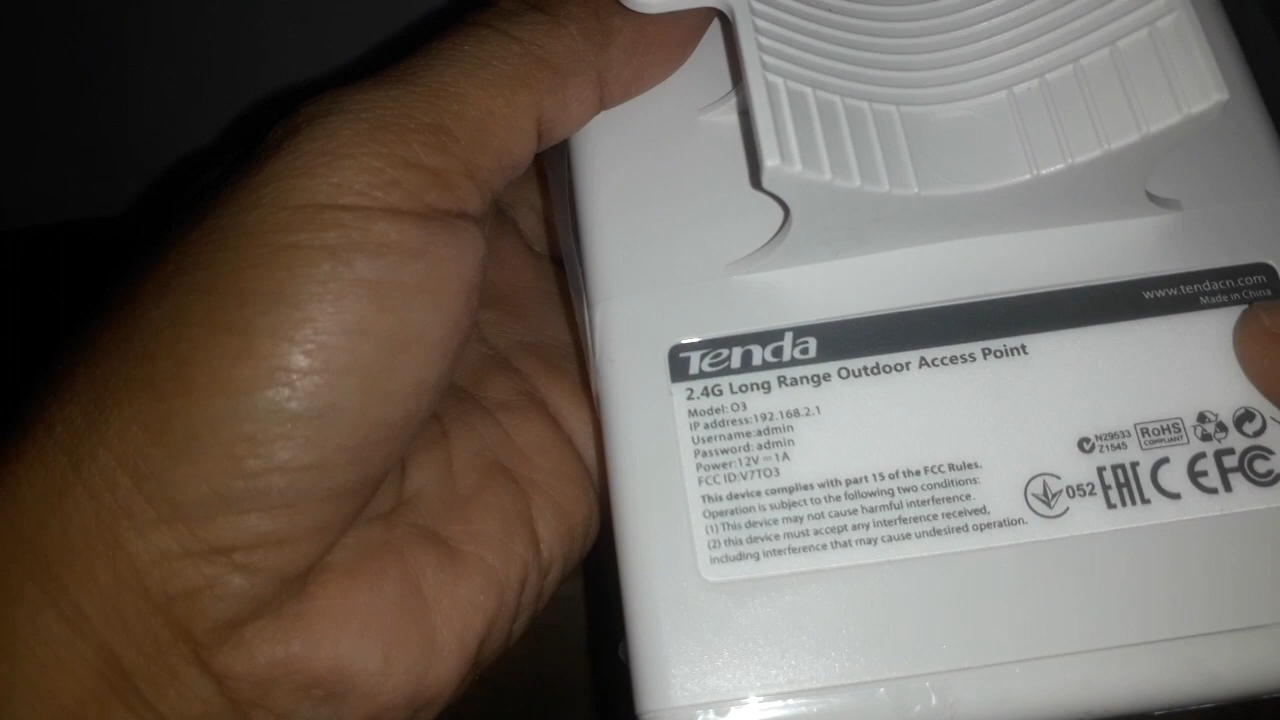 www.tendacn.com
Made in China
Tenda
2.4G Long Range Outdoor Access Point
Model: O3
IP address:192.168.2.1
Username:admin
Password: admin
Power:12V⎓1A
FCC ID:V7TO3
This device complies with part 15 of the FCC Rules.
Operation is subject to the following two conditions:
(1) This device may not cause harmful interference.
(2) this device must accept any interference received,
including interference that may cause undesired operation.
N29633
Z1545
RoHS
COMPLIANT
052 EAC CE FC